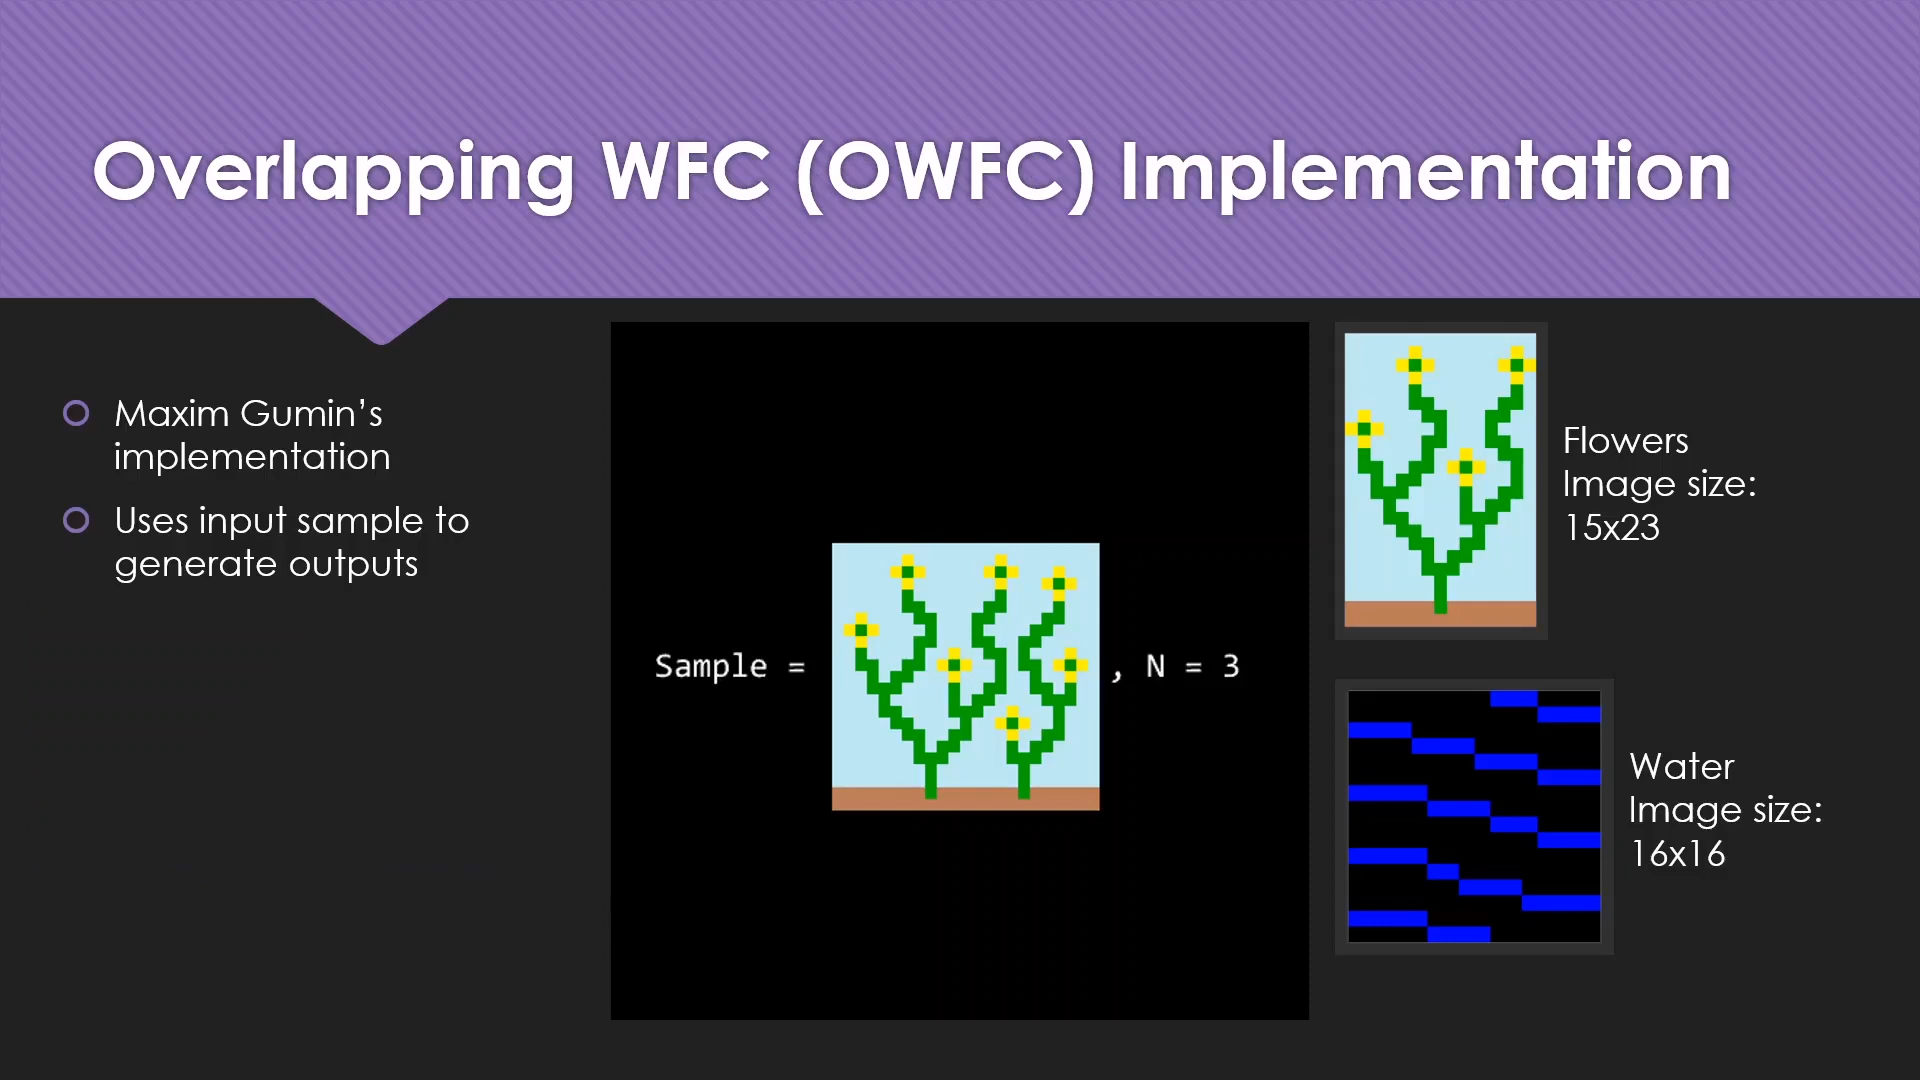 Overlapping WFC (OWFC) Implementation
Maxim Gumin’s
implementation
Uses input sample to
generate outputs
Sample = , N = 3
Flowers
Image size:
15x23
Water
Image size:
16x16